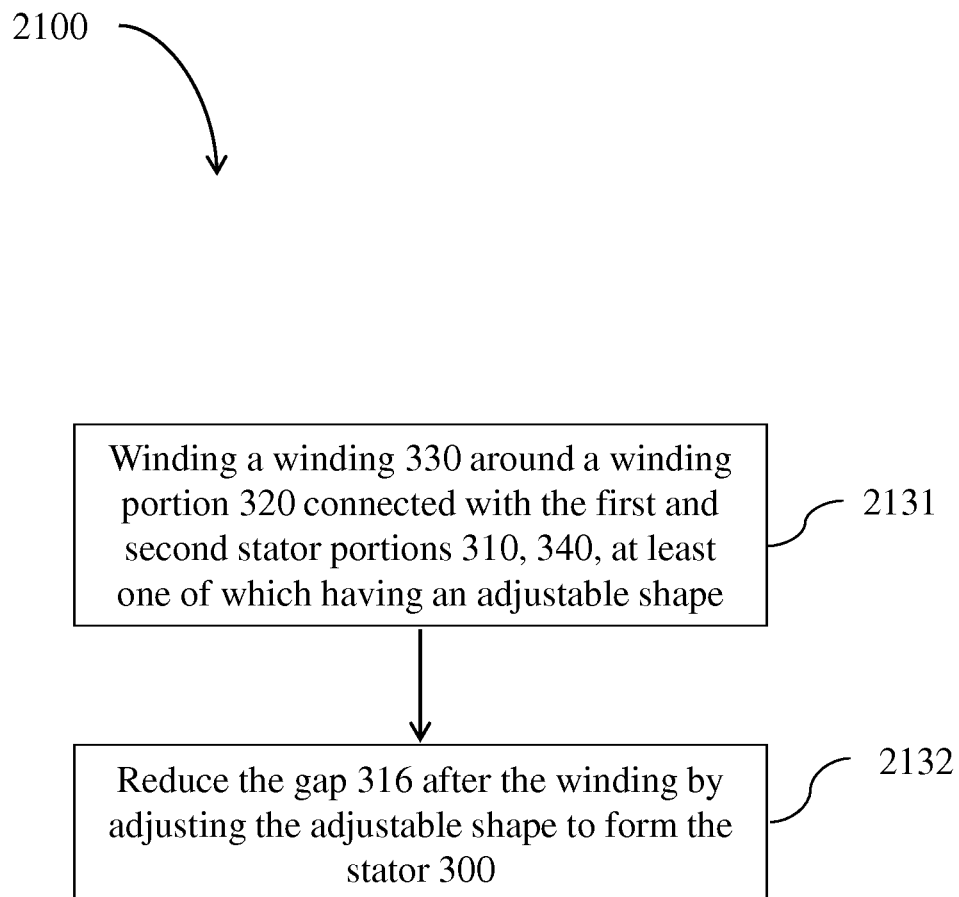 2100
Winding a winding 330 around a winding
portion 320 connected with the first and
second stator portions 310, 340, at least
one of which having an adjustable shape
2131
Reduce the gap 316 after the winding by
adjusting the adjustable shape to form the
stator 300
2132